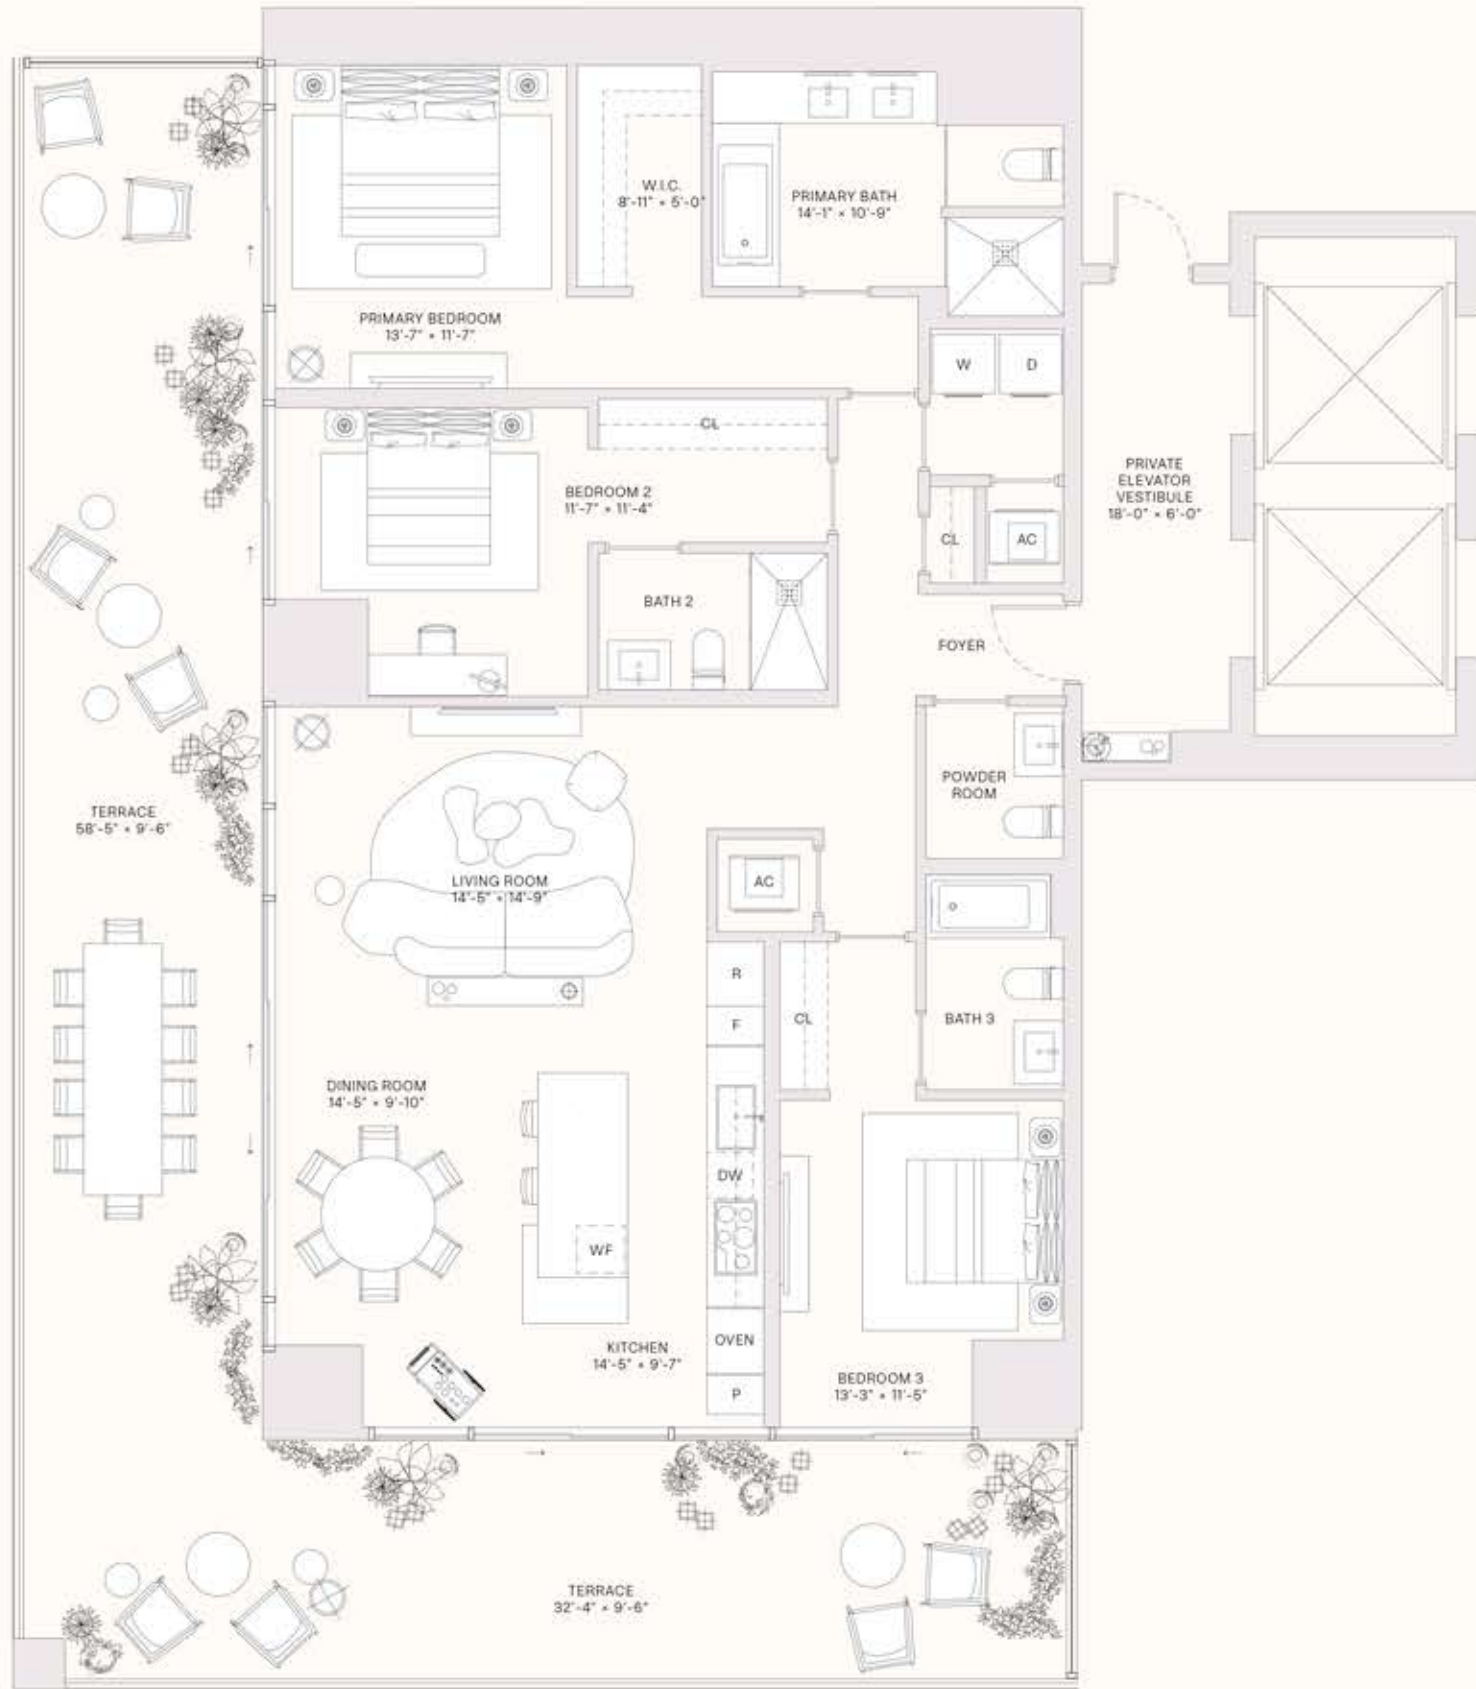 W.I.C.
8'-11" × 5'-0"
PRIMARY BATH
14'-1" × 10'-9"
PRIMARY BEDROOM
13'-7" × 11'-7"
W
D
CL
BEDROOM 2
11'-7" × 11'-4"
PRIVATE
ELEVATOR
VESTIBULE
18'-0" × 6'-0"
CL
AC
BATH 2
FOYER
POWDER
ROOM
TERRACE
58'-5" × 9'-6"
LIVING ROOM
14'-5" × 14'-9"
AC
R
F
CL
BATH 3
DINING ROOM
14'-5" × 9'-10"
DW
WF
OVEN
KITCHEN
14'-5" × 9'-7"
P
BEDROOM 3
13'-3" × 11'-5"
TERRACE
32'-4" × 9'-6"